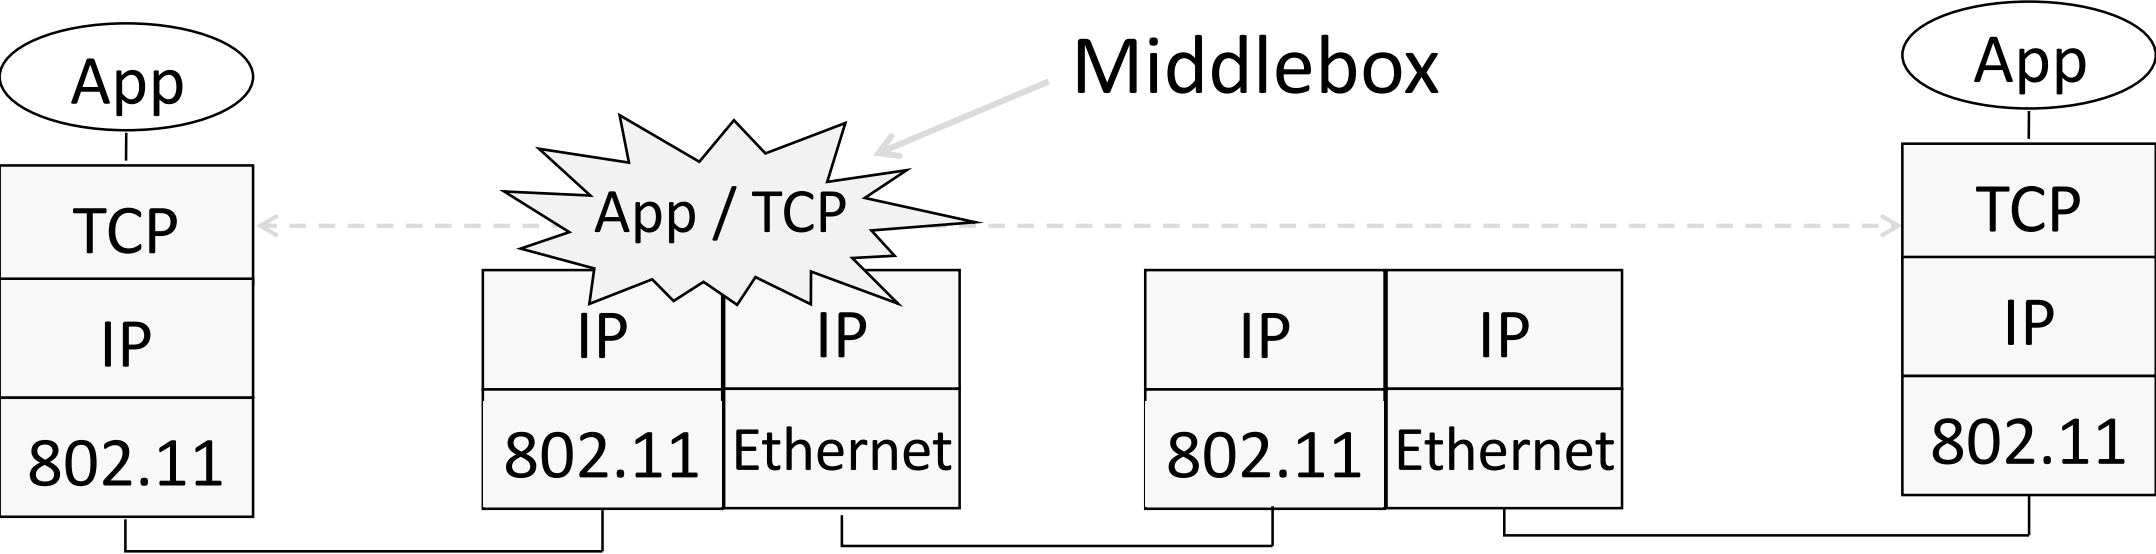 App
Middlebox
App
TCP
App / TCP
TCP
IP
IP
IP
IP
IP
IP
802.11
802.11
Ethernet
802.11
Ethernet
802.11